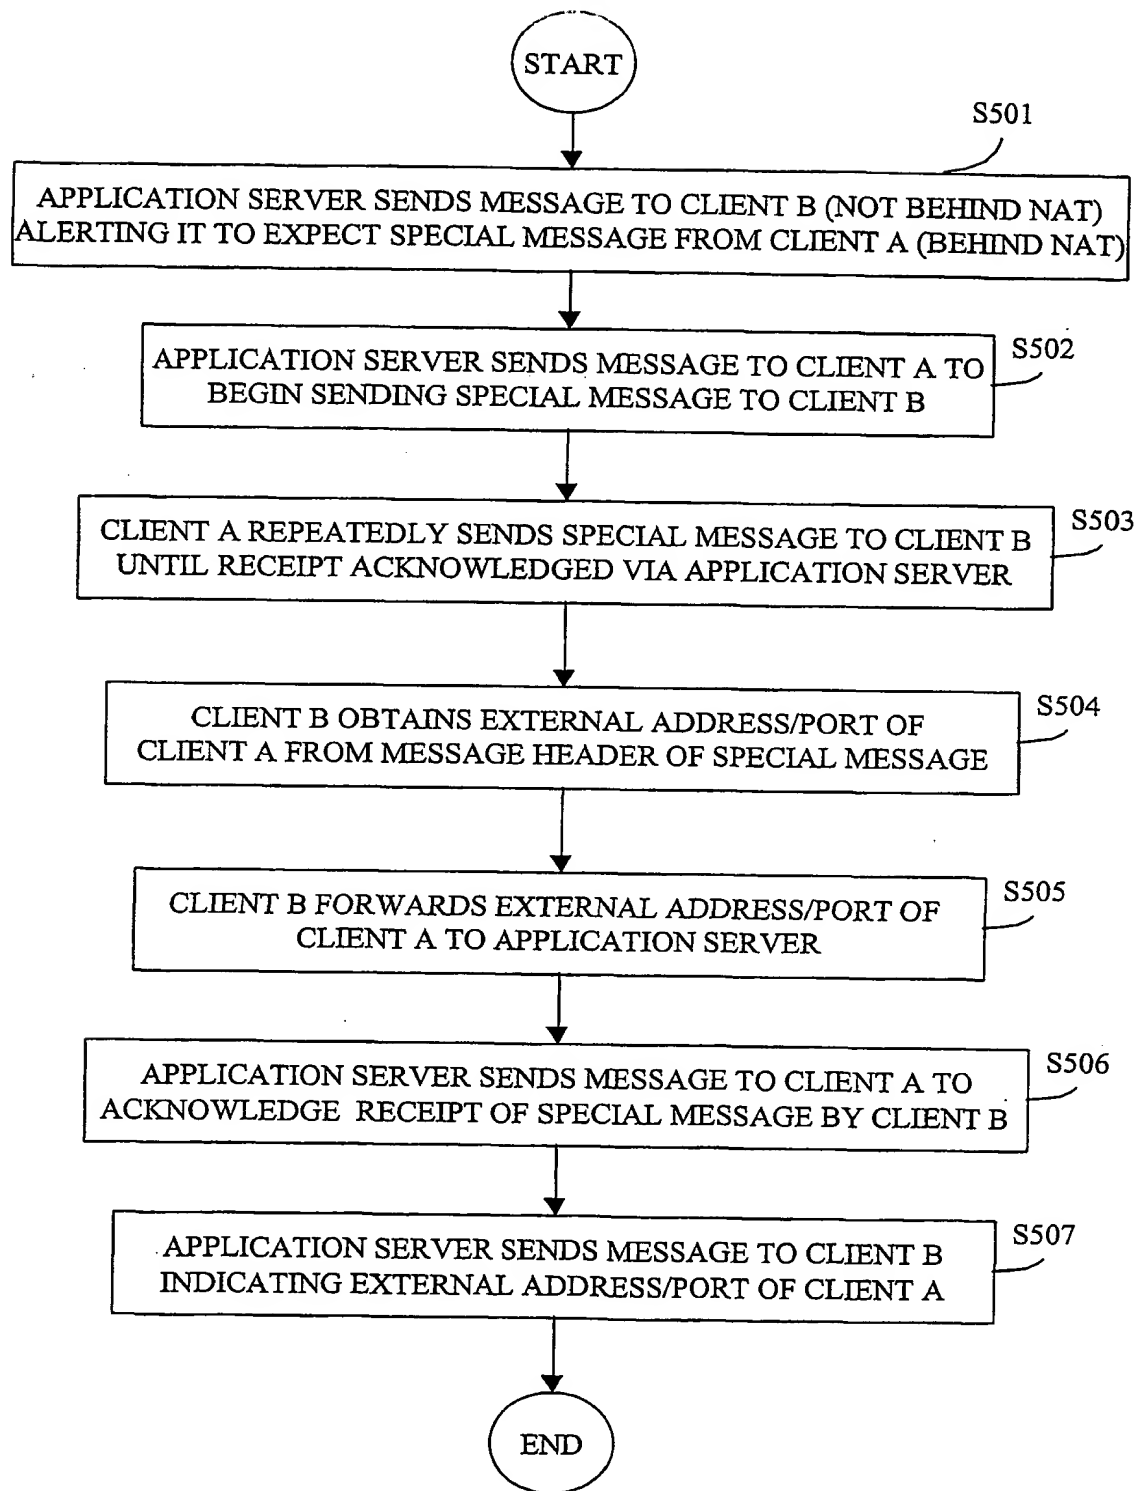 START
S501
APPLICATION SERVER SENDS MESSAGE TO CLIENT B (NOT BEHIND NAT)
ALERTING IT TO EXPECT SPECIAL MESSAGE FROM CLIENT A (BEHIND NAT)
S502
APPLICATION SERVER SENDS MESSAGE TO CLIENT A TO
BEGIN SENDING SPECIAL MESSAGE TO CLIENT B
S503
CLIENT A REPEATEDLY SENDS SPECIAL MESSAGE TO CLIENT B
UNTIL RECEIPT ACKNOWLEDGED VIA APPLICATION SERVER
S504
CLIENT B OBTAINS EXTERNAL ADDRESS/PORT OF
CLIENT A FROM MESSAGE HEADER OF SPECIAL MESSAGE
S505
CLIENT B FORWARDS EXTERNAL ADDRESS/PORT OF
CLIENT A TO APPLICATION SERVER
S506
APPLICATION SERVER SENDS MESSAGE TO CLIENT A TO
ACKNOWLEDGE RECEIPT OF SPECIAL MESSAGE BY CLIENT B
S507
APPLICATION SERVER SENDS MESSAGE TO CLIENT B
INDICATING EXTERNAL ADDRESS/PORT OF CLIENT A
END